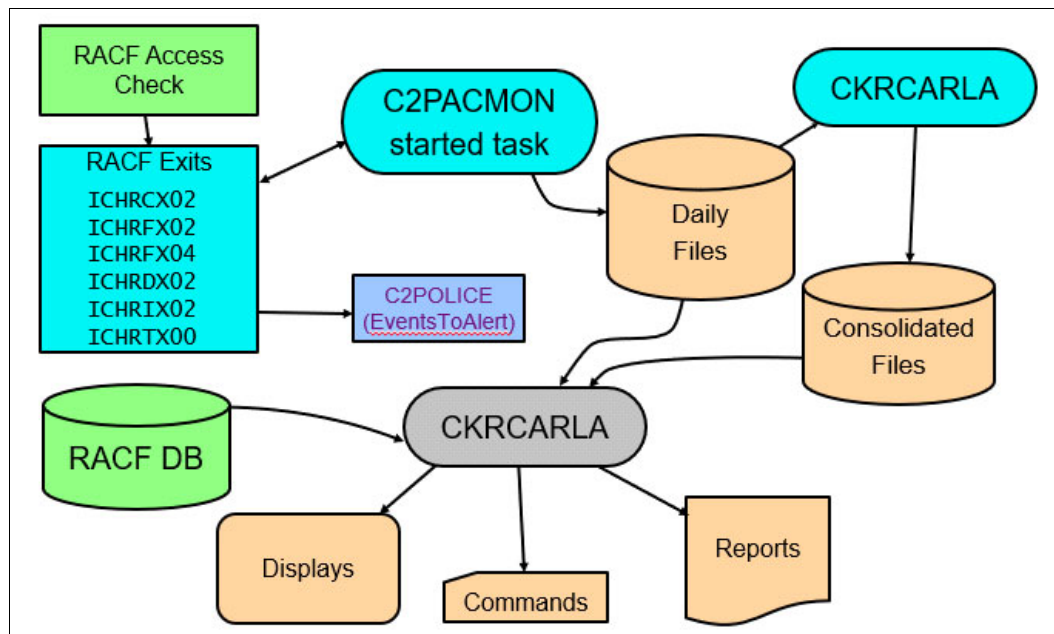 RACF Access
Check
C2PACMON
started task
CKRCARLA
RACF Exits
ICHRCX02
ICHRFX02
ICHRFX04
ICHRDX02
ICHRIX02
ICHRTX00
Daily
Files
C2POLICE
(EventsToAlert)
Consolidated
Files
RACF DB
CKRCARLA
Displays
Commands
Reports